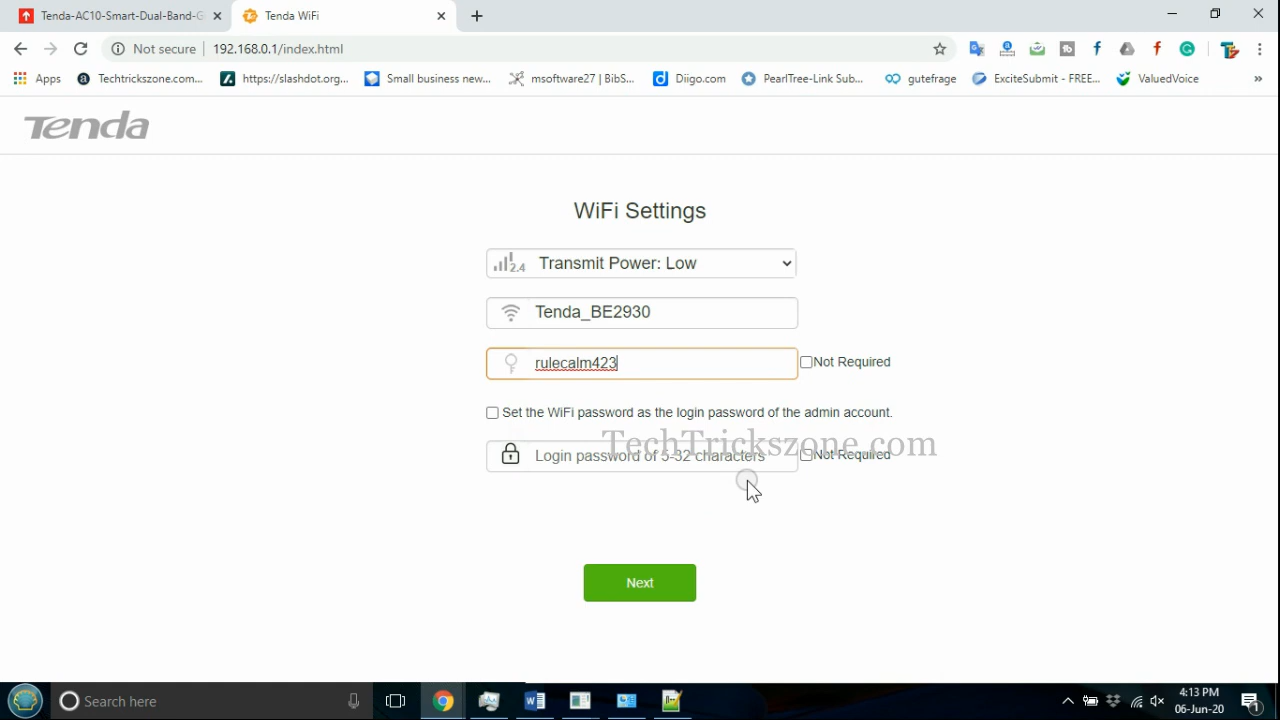 Tenda-AC10-Smart-Dual-Band-G
Tenda WiFi
Not secure
192.168.0.1/index.html
Apps
Techtrickszone.com...
https://slashdot.org...
Small business new...
msoftware27 | BibS...
Diigo.com
PearlTree-Link Sub...
gutefrage
ExciteSubmit - FREE...
ValuedVoice
»
Tenda
WiFi Settings
2.4 Transmit Power: Low
Tenda_BE2930
rulecalm423
Not Required
Set the WiFi password as the login password of the admin account.
TechTrickszone.com
Login password of 5-32 characters
Not Required
Next
Search here
4:13 PM
06-Jun-20
1